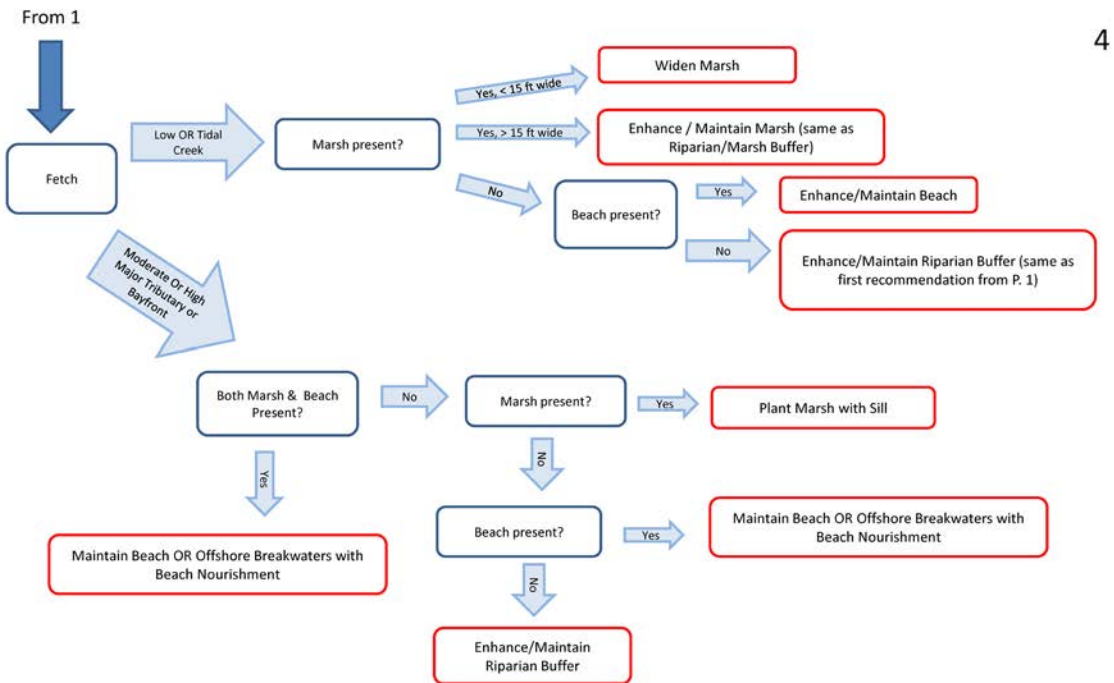 From 1
4
Fetch
Low OR Tidal
Creek
Marsh present?
Yes, < 15 ft wide
Widen Marsh
Yes, > 15 ft wide
Enhance / Maintain Marsh (same as
Riparian/Marsh Buffer)
No
Beach present?
Yes
Enhance/Maintain Beach
No
Enhance/Maintain Riparian Buffer (same as
first recommendation from P. 1)
Moderate Or High
Major Tributary or
Bayfront
Both Marsh & Beach
Present?
No
Marsh present?
Yes
Plant Marsh with Sill
Yes
Maintain Beach OR Offshore Breakwaters with
Beach Nourishment
No
Beach present?
Yes
Maintain Beach OR Offshore Breakwaters with
Beach Nourishment
No
Enhance/Maintain
Riparian Buffer